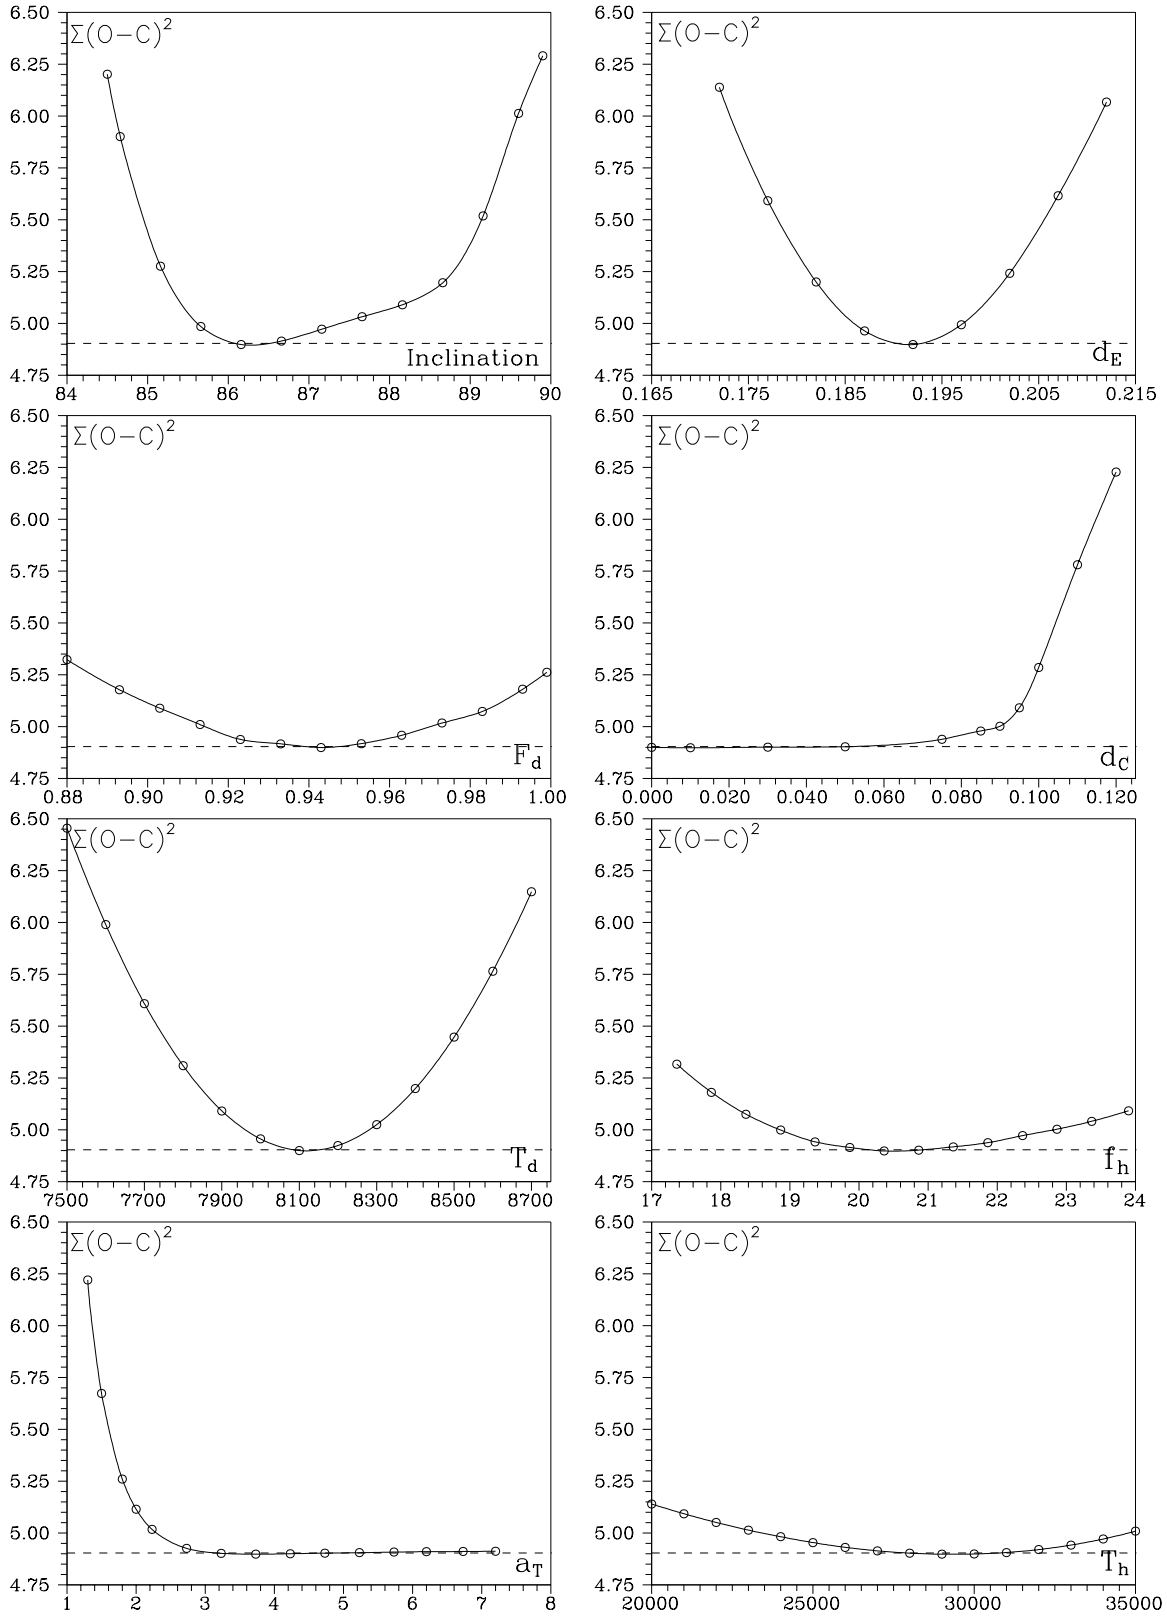 6.50
6.25
6.00
5.75
5.50
5.25
5.00
4.75
Σ(O−C)²
Inclination
84 85 86 87 88 89 90
6.50
6.25
6.00
5.75
5.50
5.25
5.00
4.75
Σ(O−C)²
d_E
0.165 0.175 0.185 0.195 0.205 0.215
6.50
6.25
6.00
5.75
5.50
5.25
5.00
4.75
Σ(O−C)²
F_d
0.88 0.90 0.92 0.94 0.96 0.98 1.00
6.50
6.25
6.00
5.75
5.50
5.25
5.00
4.75
Σ(O−C)²
d_C
0.000 0.020 0.040 0.060 0.080 0.100 0.120
6.50
6.25
6.00
5.75
5.50
5.25
5.00
4.75
Σ(O−C)²
T_d
7500 7700 7900 8100 8300 8500 8700
6.50
6.25
6.00
5.75
5.50
5.25
5.00
4.75
Σ(O−C)²
f_h
17 18 19 20 21 22 23 24
6.50
6.25
6.00
5.75
5.50
5.25
5.00
4.75
Σ(O−C)²
a_T
1 2 3 4 5 6 7 8
6.50
6.25
6.00
5.75
5.50
5.25
5.00
4.75
Σ(O−C)²
T_h
20000 25000 30000 35000